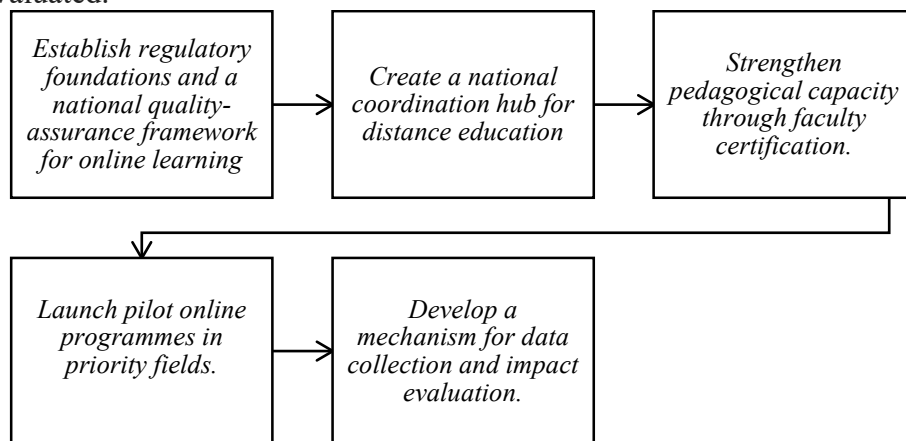 valuated.
Establish regulatory
foundations and a
national quality-
assurance framework
for online learning
Create a national
coordination hub for
distance education
Strengthen
pedagogical capacity
through faculty
certification.
Launch pilot online
programmes in
priority fields.
Develop a
mechanism for data
collection and impact
evaluation.